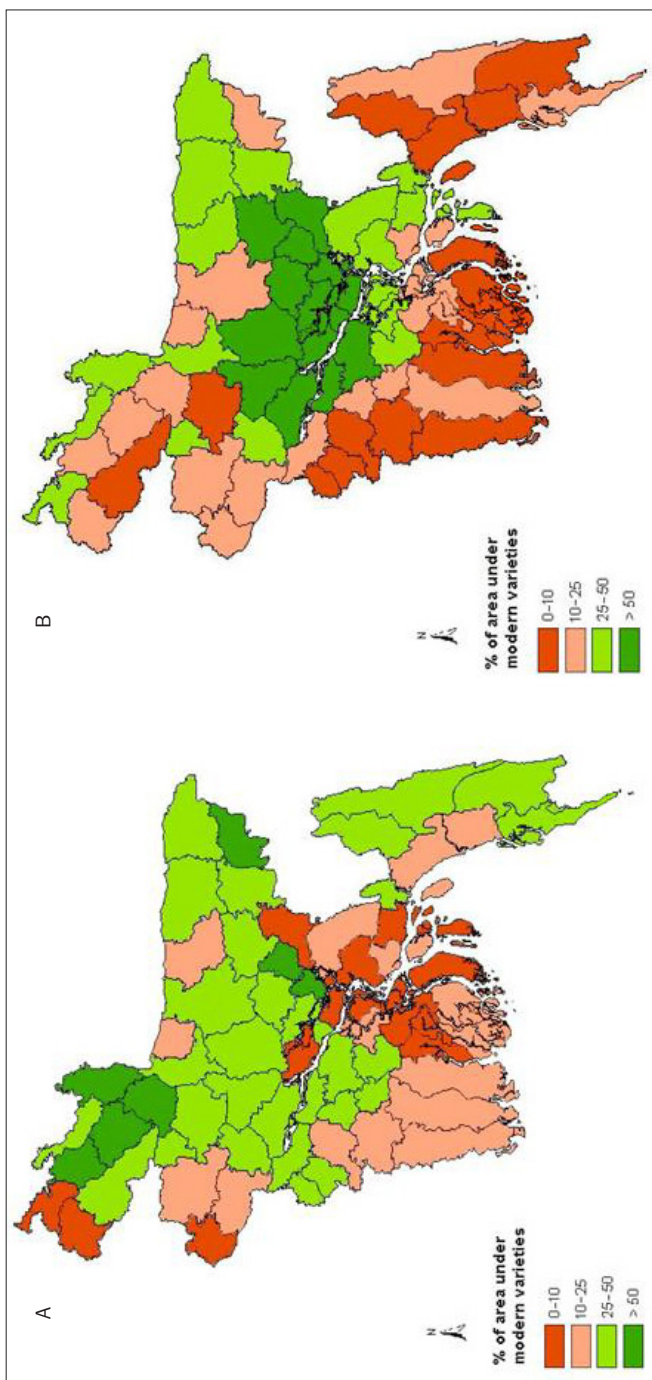 A
N
% of area under
modern varieties
0–10
10–25
25–50
> 50
B
N
% of area under
modern varieties
0–10
10–25
25–50
> 50